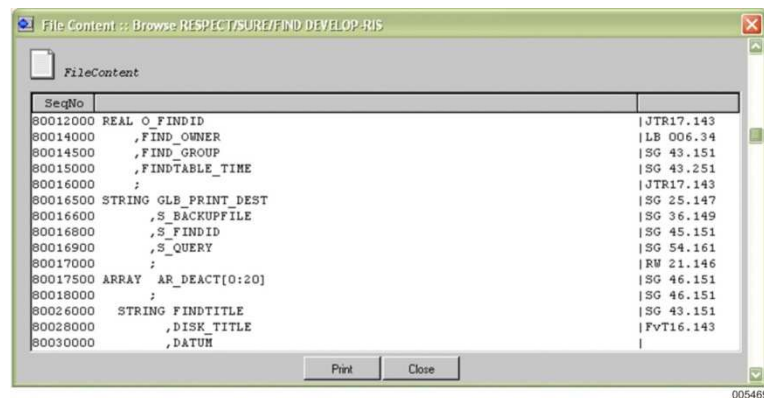 File Content :: Browse RESPECT/SURE/FIND DEVELOP-RIS
FileContent
SeqNo
80012000 REAL O_FINDID |JTR17.143
80014000 ,FIND_OWNER |LB 006.34
80014500 ,FIND_GROUP |SG 43.151
80015000 ,FINDTABLE_TIME |SG 43.251
80016000 ; |JTR17.143
80016500 STRING GLB_PRINT_DEST |SG 25.147
80016600 ,S_BACKUPFILE |SG 36.149
80016800 ,S_FINDID |SG 45.151
80016900 ,S_QUERY |SG 54.161
80017000 ; |RW 21.146
80017500 ARRAY AR_DEACT[0:20] |SG 46.151
80018000 ; |SG 46.151
80026000 STRING FINDTITLE |SG 43.151
80028000 ,DISK_TITLE |FvT16.143
80030000 ,DATUM |
Print Close
005469